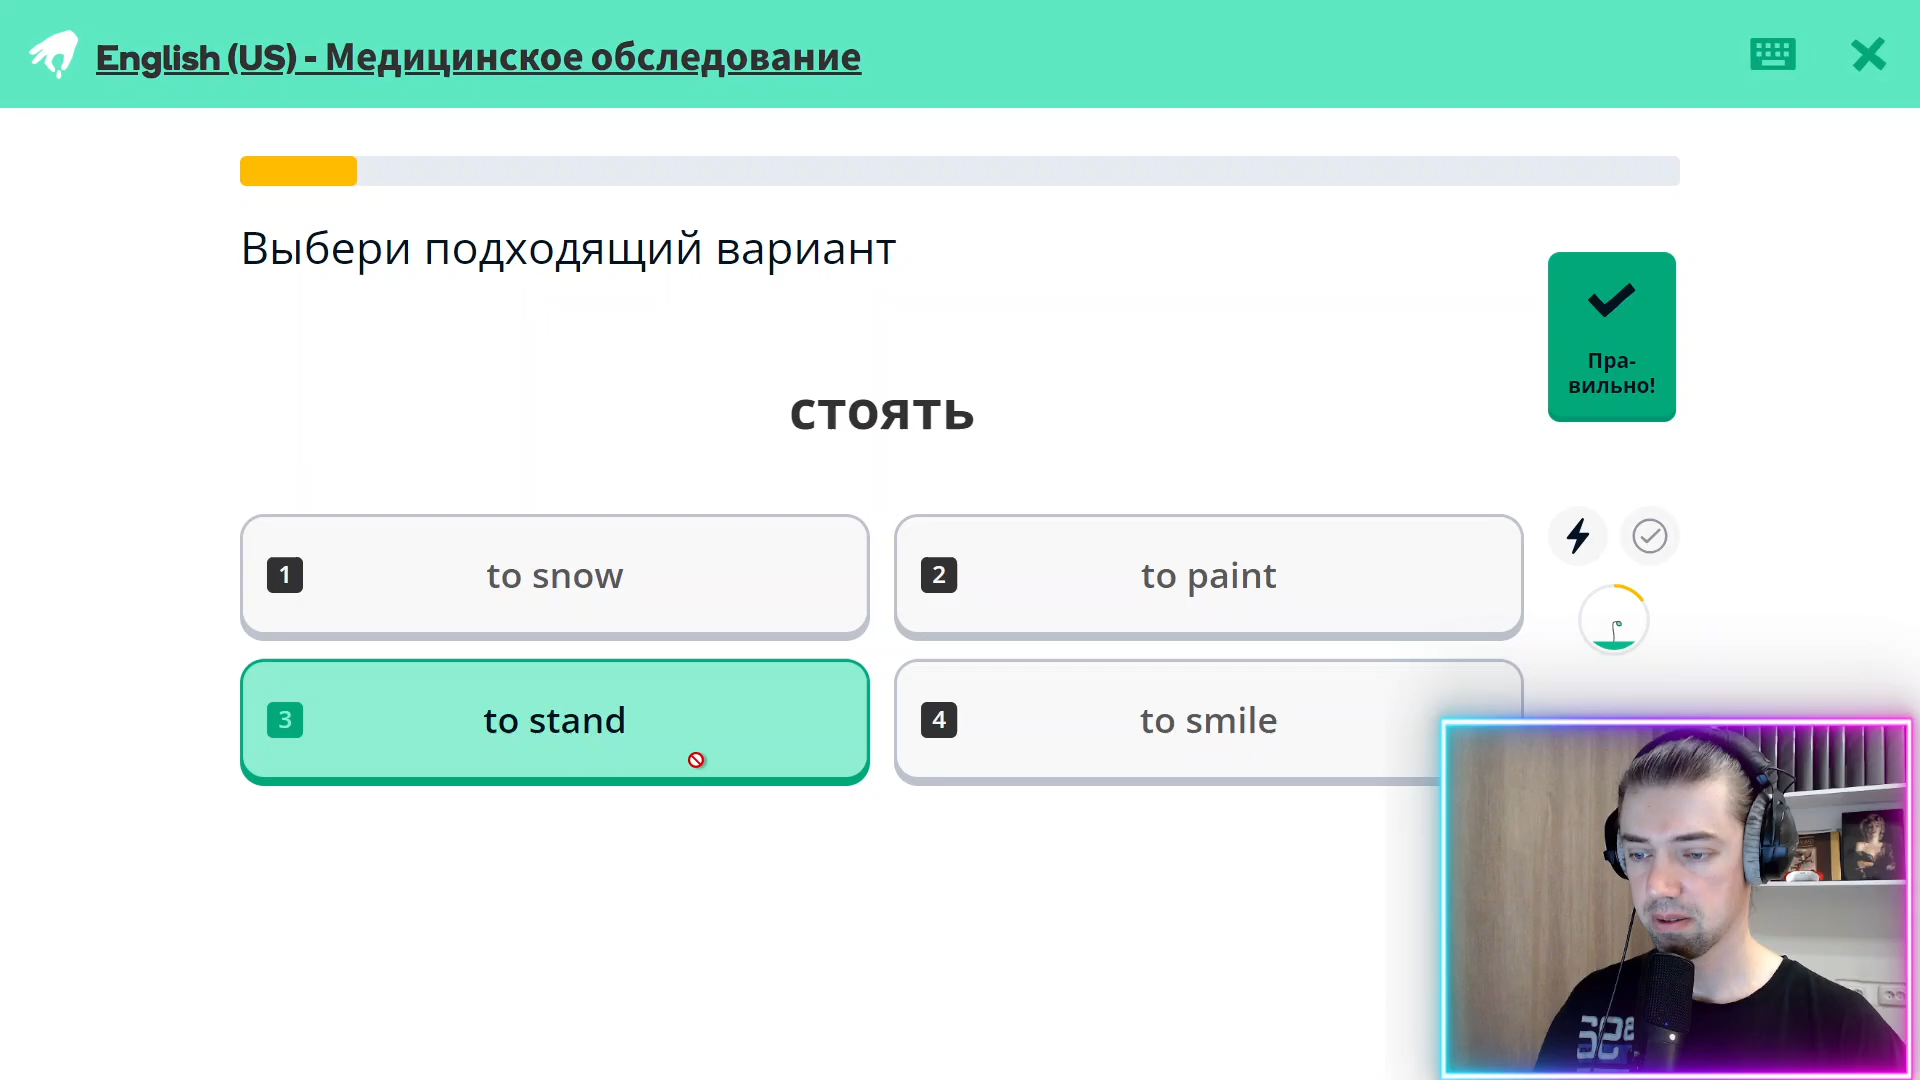 English (US) - Медицинское обследование
Выбери подходящий вариант
Пра-
вильно!
стоять
1 to snow
2 to paint
3 to stand
4 to smile